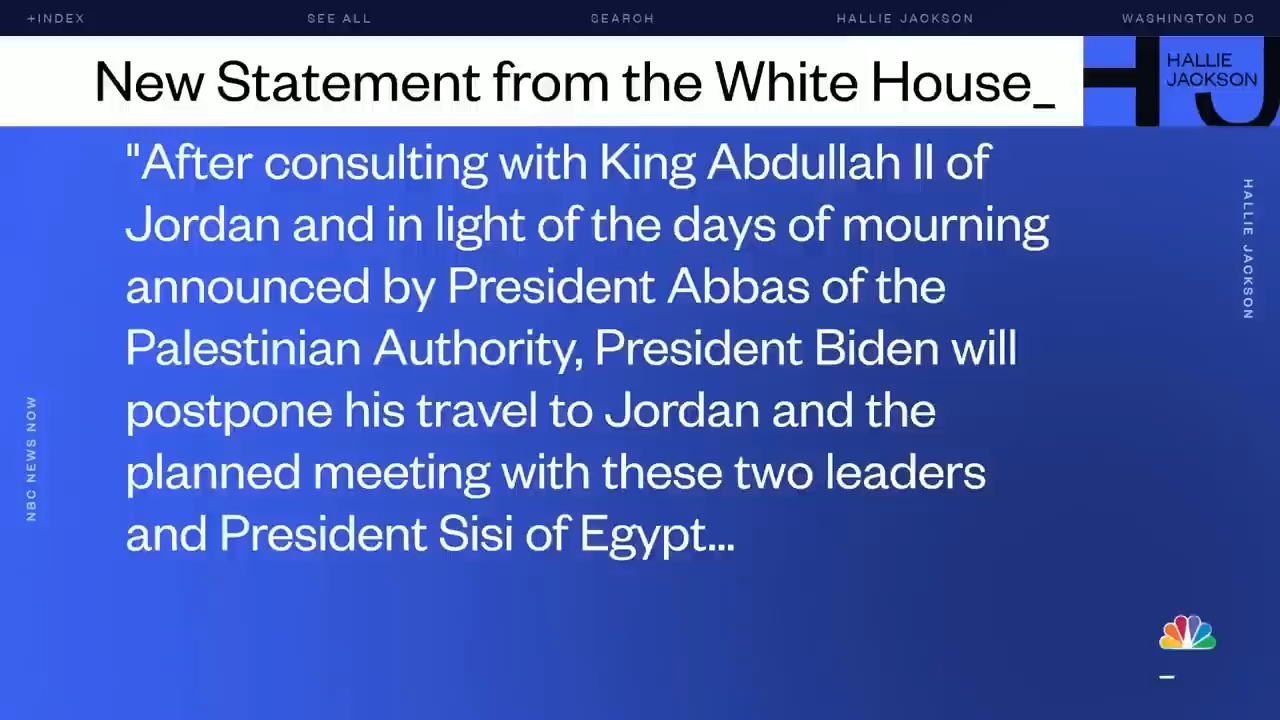 +INDEX
SEE ALL
SEARCH
HALLIE JACKSON
WASHINGTON DC
New Statement from the White House_
HALLIE
JACKSON
"After consulting with King Abdullah II of
Jordan and in light of the days of mourning
announced by President Abbas of the
Palestinian Authority, President Biden will
postpone his travel to Jordan and the
planned meeting with these two leaders
and President Sisi of Egypt...
HALLIE JACKSON
NBC NEWS NOW